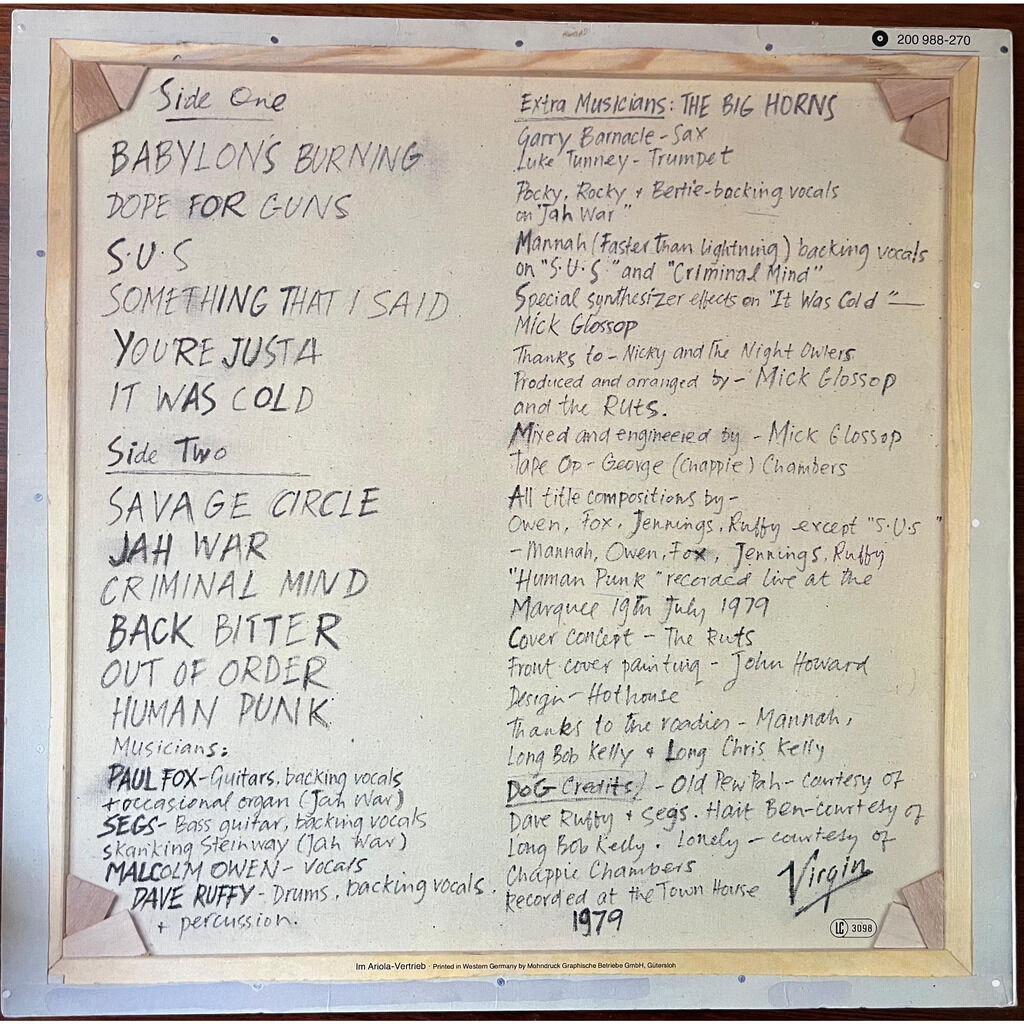 200 988-270
Side One
BABYLON'S BURNING
DOPE FOR GUNS
S.U.S
SOMETHING THAT I SAID
YOU'RE JUST A
IT WAS COLD
Side Two
SAVAGE CIRCLE
JAH WAR
CRIMINAL MIND
BACK BITTER
OUT OF ORDER
HUMAN PUNK
Musicians:
PAUL FOX-Guitars, backing vocals
+ occasional organ (Jah War)
SEGS- Bass guitar, backing vocals
skanking Steinway (Jah War)
MALCOLM OWEN- Vocals
DAVE RUFFY- Drums, backing vocals,
+ percussion.
Extra Musicians: THE BIG HORNS
Garry Barnacle- Sax
Luke Tunney- Trumpet
Pocky, Rocky + Bertie-backing vocals
on "Jah War"
Mannah (Faster than lightning) backing vocals
on "S.U.S" and "Criminal Mind"
Special synthesizer effects on "It Was Cold" —
Mick Glossop
Thanks to - Nicky and The Night Owlers
Produced and arranged by - Mick Glossop
and the RUTS.
Mixed and engineered by - Mick Glossop
Tape Op - George (Chappie) Chambers
All title compositions by -
Owen, Fox, Jennings, Ruffy except "S.U.S"
- Mannah, Owen, Fox, Jennings, Ruffy
"Human Punk" recorded live at the
Marquee 19th July 1979
Cover concept - The Ruts
Front cover painting - John Howard
Design - Hothouse
Thanks to the roadies - Mannah,
Long Bob Kelly + Long Chris Kelly
DOG Credits! - Old Pew Pah- courtesy of
Dave Ruffy + Segs. Hait Ben-courtesy of
Long Bob Kelly. Lonely - courtesy of
Chappie Chambers
Recorded at the Town House
1979
Virgin
LC 3098
Im Ariola-Vertrieb · Printed in Western Germany by Mohndruck Graphische Betriebe GmbH, Gütersloh